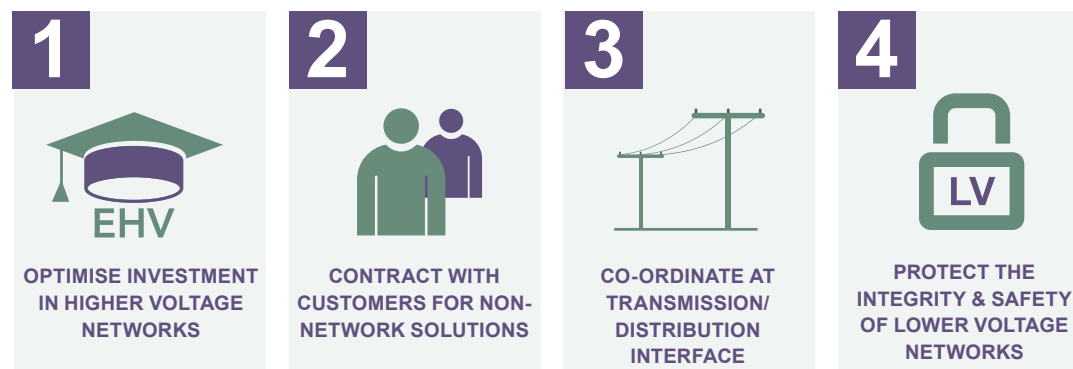 1
EHV
OPTIMISE INVESTMENT
IN HIGHER VOLTAGE
NETWORKS
2
CONTRACT WITH
CUSTOMERS FOR NON-
NETWORK SOLUTIONS
3
CO-ORDINATE AT
TRANSMISSION/
DISTRIBUTION
INTERFACE
4
LV
PROTECT THE
INTEGRITY & SAFETY
OF LOWER VOLTAGE
NETWORKS